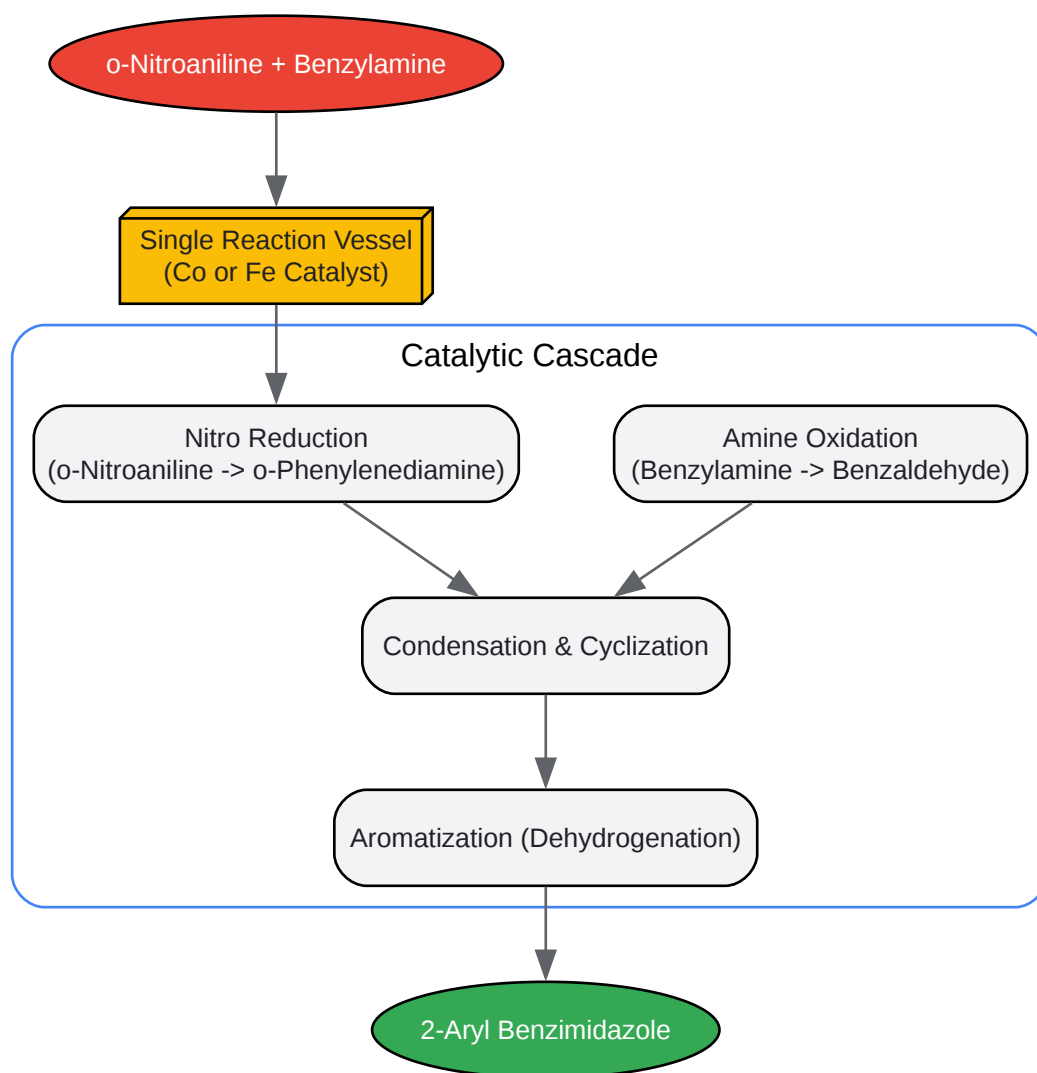 o-Nitroaniline + Benzylamine
Single Reaction Vessel
(Co or Fe Catalyst)
Catalytic Cascade
Nitro Reduction
(o-Nitroaniline -> o-Phenylenediamine)
Amine Oxidation
(Benzylamine -> Benzaldehyde)
Condensation & Cyclization
Aromatization (Dehydrogenation)
2-Aryl Benzimidazole